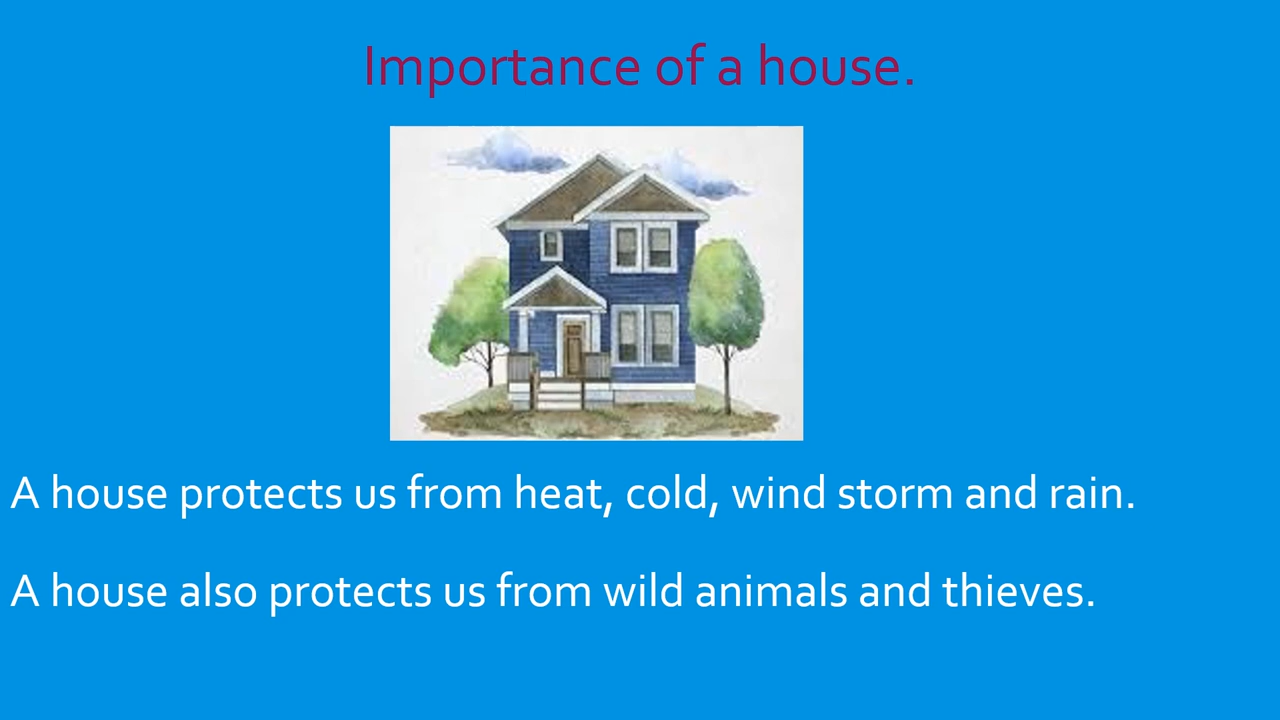 Importance of a house.
A house protects us from heat, cold, wind storm and rain.
A house also protects us from wild animals and thieves.